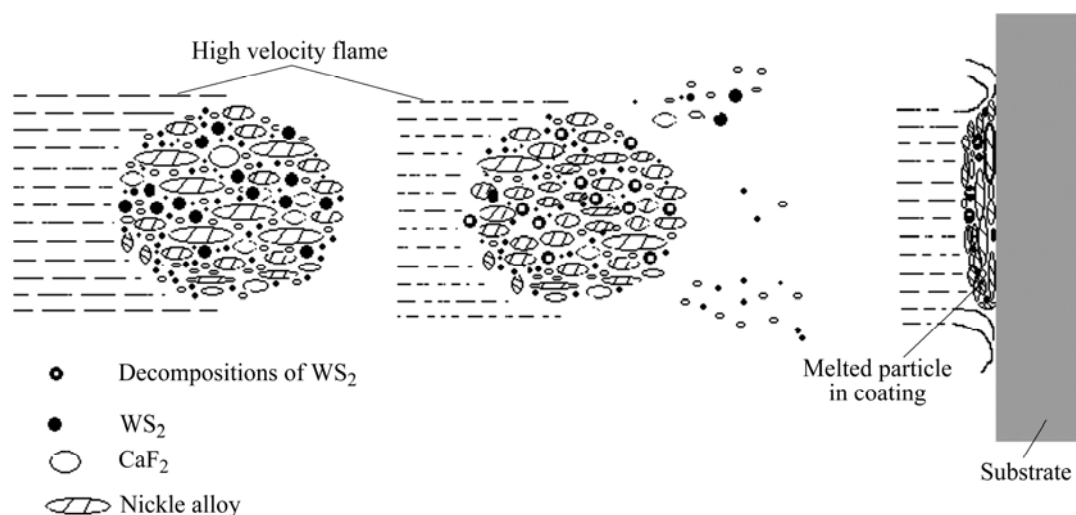 High velocity flame
Decompositions of WS₂
WS₂
CaF₂
Nickle alloy
Melted particle
in coating
Substrate